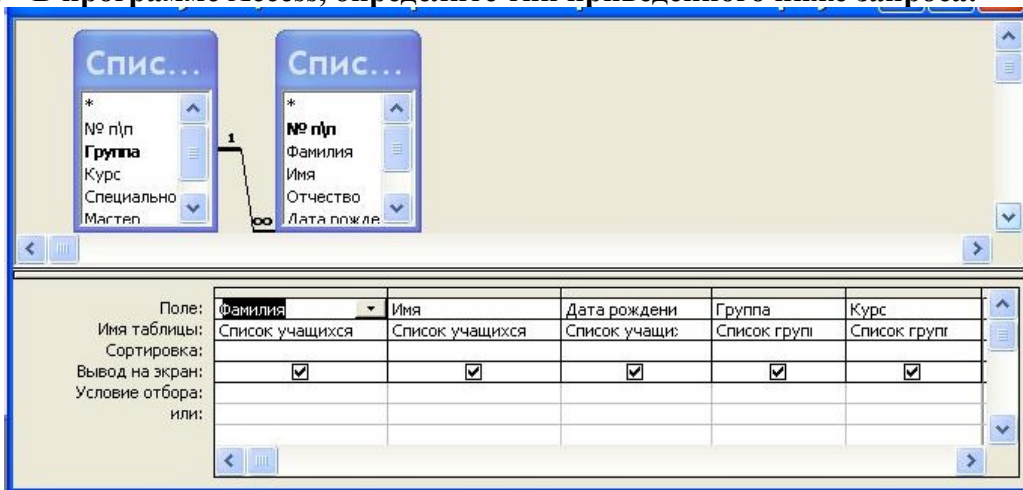 В программе Access, определите тип приведенного ниже запроса:
Спис...
*
№ п\п
Группа
Курс
Специально
Мастер
1
∞
Спис...
*
№ п\п
Фамилия
Имя
Отчество
Дата рожде
Поле: Фамилия Имя Дата рождени Группа Курс
Имя таблицы: Список учащихся Список учащихся Список учащи Список групп Список групп
Сортировка:
Вывод на экран:
Условие отбора:
или: